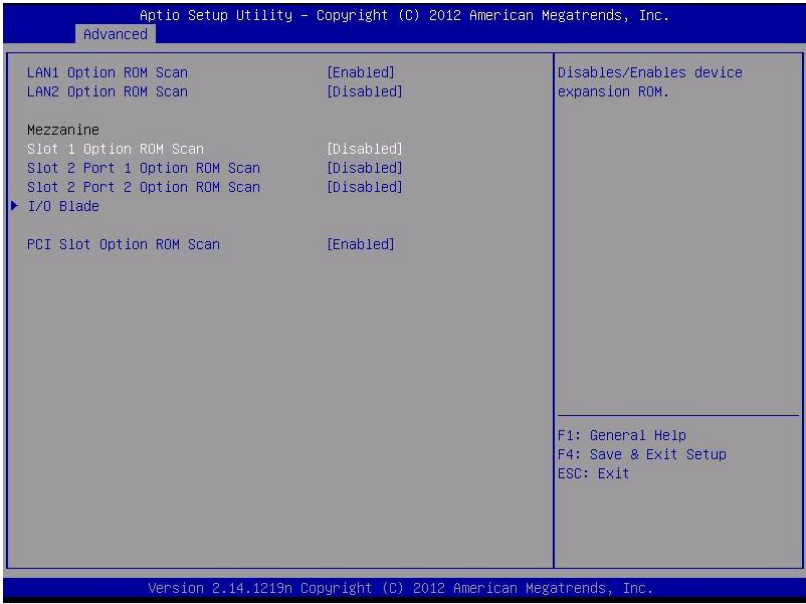 Aptio Setup Utility – Copyright (C) 2012 American Megatrends, Inc.
Advanced
LAN1 Option ROM Scan [Enabled]
LAN2 Option ROM Scan [Disabled]
Mezzanine
Slot 1 Option ROM Scan [Disabled]
Slot 2 Port 1 Option ROM Scan [Disabled]
Slot 2 Port 2 Option ROM Scan [Disabled]
I/O Blade
PCI Slot Option ROM Scan [Enabled]
Disables/Enables device
expansion ROM.
F1: General Help
F4: Save & Exit Setup
ESC: Exit
Version 2.14.1219n Copyright (C) 2012 American Megatrends, Inc.